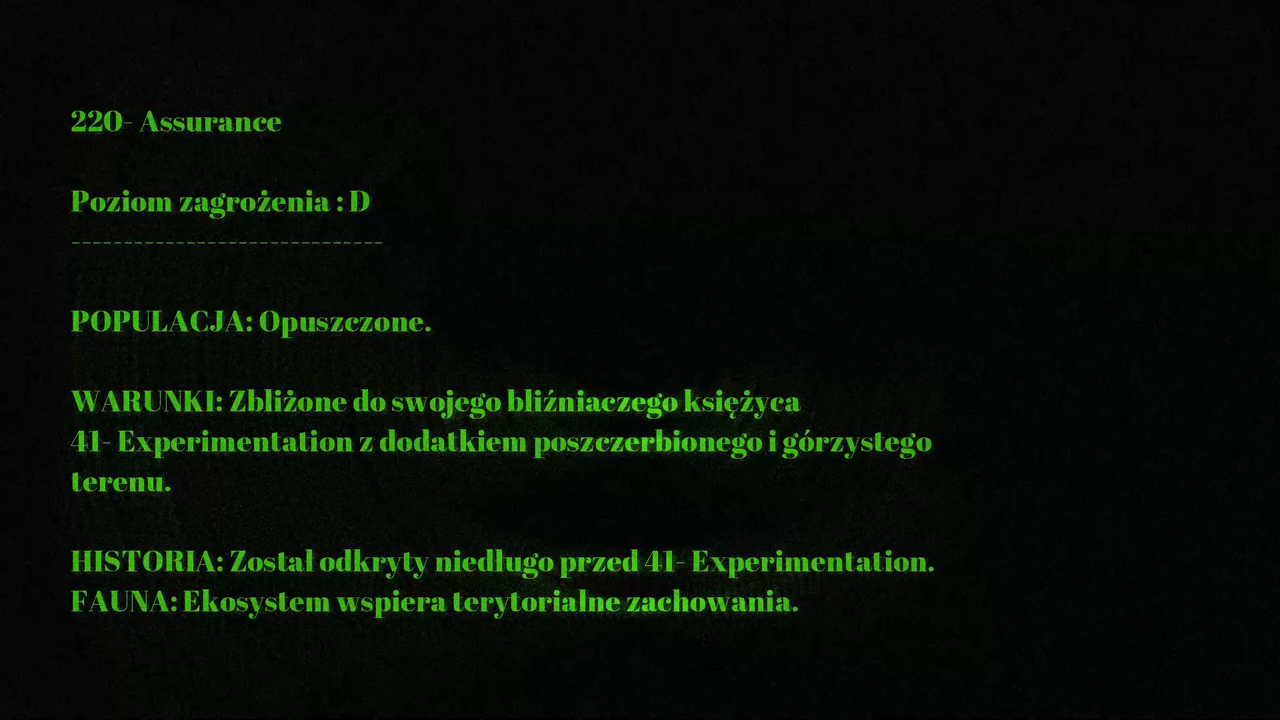 220- Assurance
Poziom zagrożenia : D
-----------------------------
POPULACJA: Opuszczone.
WARUNKI: Zbliżone do swojego bliźniaczego księżyca
41- Experimentation z dodatkiem poszczerbionego i górzystego
terenu.
HISTORIA: Został odkryty niedługo przed 41- Experimentation.
FAUNA: Ekosystem wspiera terytorialne zachowania.